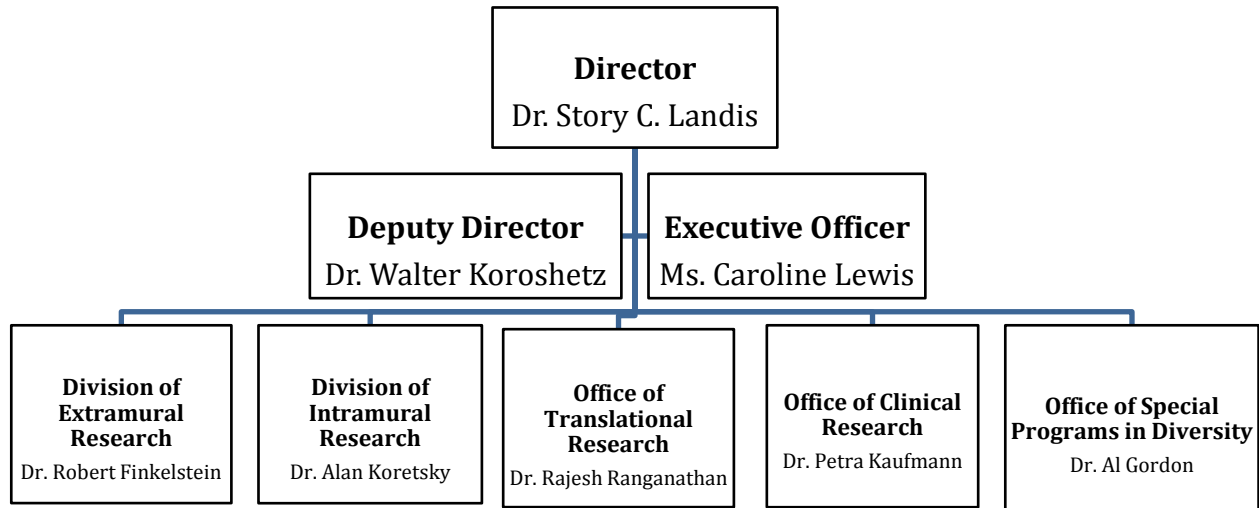 Director
Dr. Story C. Landis
Deputy Director
Dr. Walter Koroshetz
Executive Officer
Ms. Caroline Lewis
Division of
Extramural
Research
Dr. Robert Finkelstein
Division of
Intramural
Research
Dr. Alan Koretsky
Office of
Translational
Research
Dr. Rajesh Ranganathan
Office of Clinical
Research
Dr. Petra Kaufmann
Office of Special
Programs in Diversity
Dr. Al Gordon